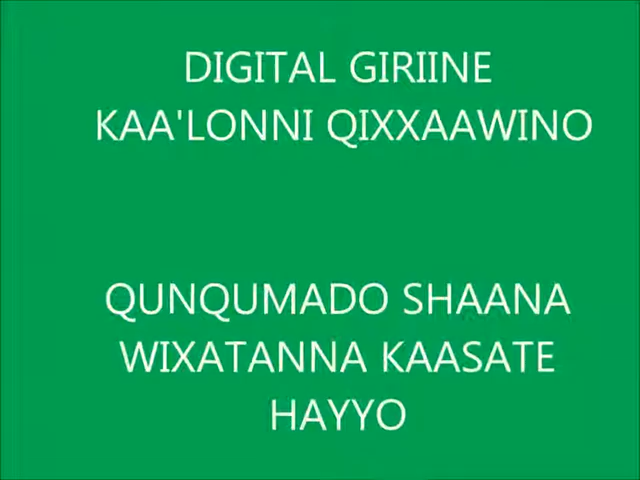 DIGITAL GIRIINE
KAA'LONNI QIXXAAWINO
QUNQUMADO SHAANA
WIXATANNA KAASATE
HAYYO